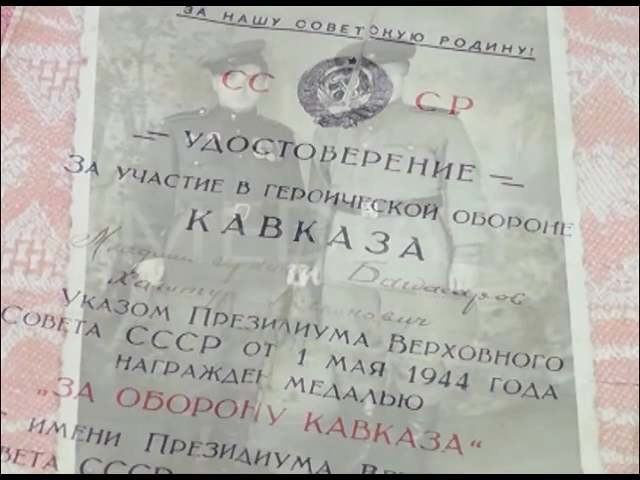 ЗА НАШУ СОВЕТСКУЮ РОДИНУ!
СС СР
УДОСТОВЕРЕНИЕ
ЗА УЧАСТИЕ В ГЕРОИЧЕСКОЙ ОБОРОНЕ
КАВКАЗА
УКАЗОМ ПРЕЗИДИУМА ВЕРХОВНОГО
СОВЕТА СССР ОТ 1 МАЯ 1944 ГОДА
НАГРАЖДЕН МЕДАЛЬЮ
„ЗА ОБОРОНУ КАВКАЗА“
ИМЕНИ ПРЕЗИДИУМА
СССР